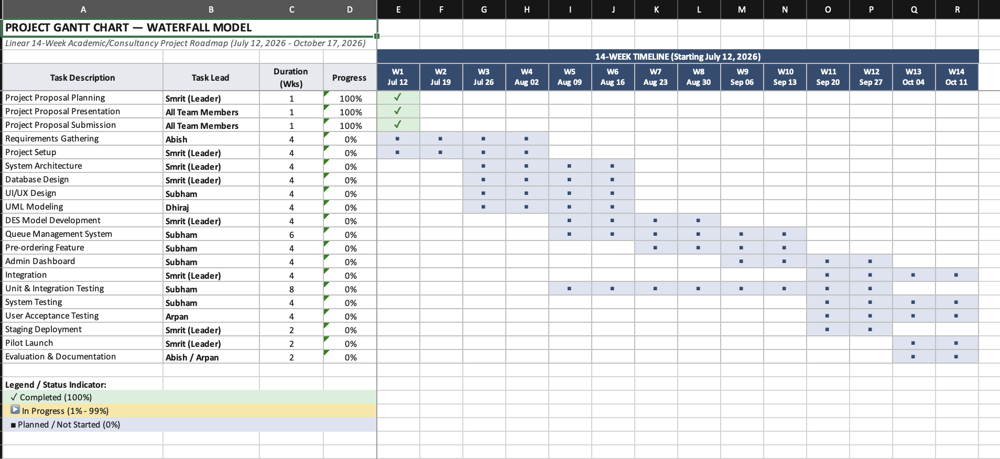 A B C D E F G H I J K L M N O P Q R
PROJECT GANTT CHART — WATERFALL MODEL
Linear 14-Week Academic/Consultancy Project Roadmap (July 12, 2026 - October 17, 2026)
14-WEEK TIMELINE (Starting July 12, 2026)
Task Description Task Lead Duration (Wks) Progress W1 Jul 12 W2 Jul 19 W3 Jul 26 W4 Aug 02 W5 Aug 09 W6 Aug 16 W7 Aug 23 W8 Aug 30 W9 Sep 06 W10 Sep 13 W11 Sep 20 W12 Sep 27 W13 Oct 04 W14 Oct 11
Project Proposal Planning Smrit (Leader) 1 100% ✓
Project Proposal Presentation All Team Members 1 100% ✓
Project Proposal Submission All Team Members 1 100% ✓
Requirements Gathering Abish 4 0% ■ ■ ■ ■
Project Setup Smrit (Leader) 4 0% ■ ■ ■ ■
System Architecture Smrit (Leader) 4 0% ■ ■ ■ ■
Database Design Smrit (Leader) 4 0% ■ ■ ■ ■
UI/UX Design Subham 4 0% ■ ■ ■ ■
UML Modeling Dhiraj 4 0% ■ ■ ■ ■
DES Model Development Smrit (Leader) 4 0% ■ ■ ■ ■
Queue Management System Subham 6 0% ■ ■ ■ ■ ■ ■
Pre-ordering Feature Subham 4 0% ■ ■ ■ ■
Admin Dashboard Subham 4 0% ■ ■ ■ ■
Integration Smrit (Leader) 4 0% ■ ■ ■ ■
Unit & Integration Testing Subham 8 0% ■ ■ ■ ■ ■ ■ ■ ■
System Testing Subham 4 0% ■ ■ ■ ■
User Acceptance Testing Arpan 4 0% ■ ■ ■ ■
Staging Deployment Smrit (Leader) 2 0% ■ ■
Pilot Launch Smrit (Leader) 2 0% ■ ■
Evaluation & Documentation Abish / Arpan 2 0% ■ ■
Legend / Status Indicator:
✓ Completed (100%)
▶ In Progress (1% - 99%)
■ Planned / Not Started (0%)